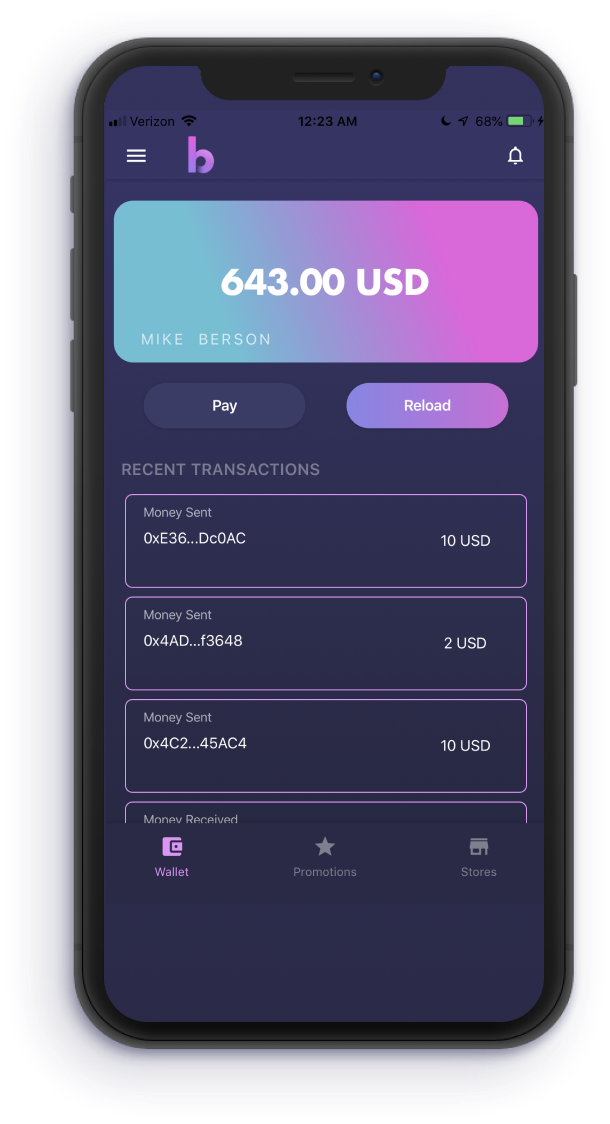 Verizon 12:23 AM 68%
b
643.00 USD
MIKE BERSON
Pay Reload
RECENT TRANSACTIONS
Money Sent
0xE36...Dc0AC 10 USD
Money Sent
0x4AD...f3648 2 USD
Money Sent
0x4C2...45AC4 10 USD
Money Received
Wallet Promotions Stores